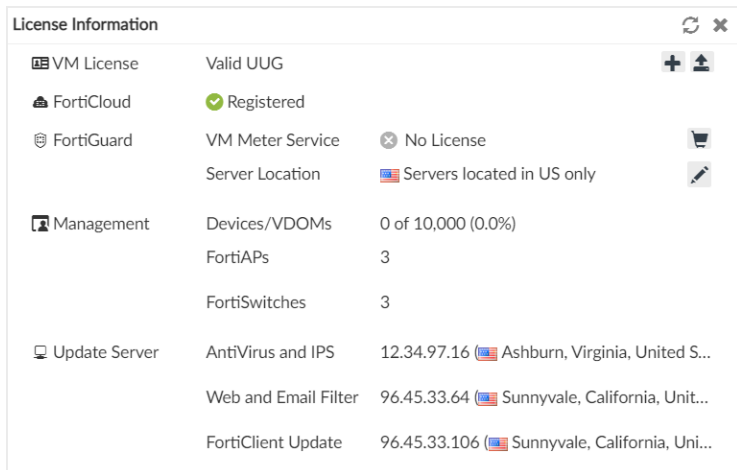 License Information
VM License Valid UUG
FortiCloud Registered
FortiGuard VM Meter Service No License
Server Location Servers located in US only
Management Devices/VDOMs 0 of 10,000 (0.0%)
FortiAPs 3
FortiSwitches 3
Update Server AntiVirus and IPS 12.34.97.16 (Ashburn, Virginia, United S...
Web and Email Filter 96.45.33.64 (Sunnyvale, California, Unit...
FortiClient Update 96.45.33.106 (Sunnyvale, California, Uni...